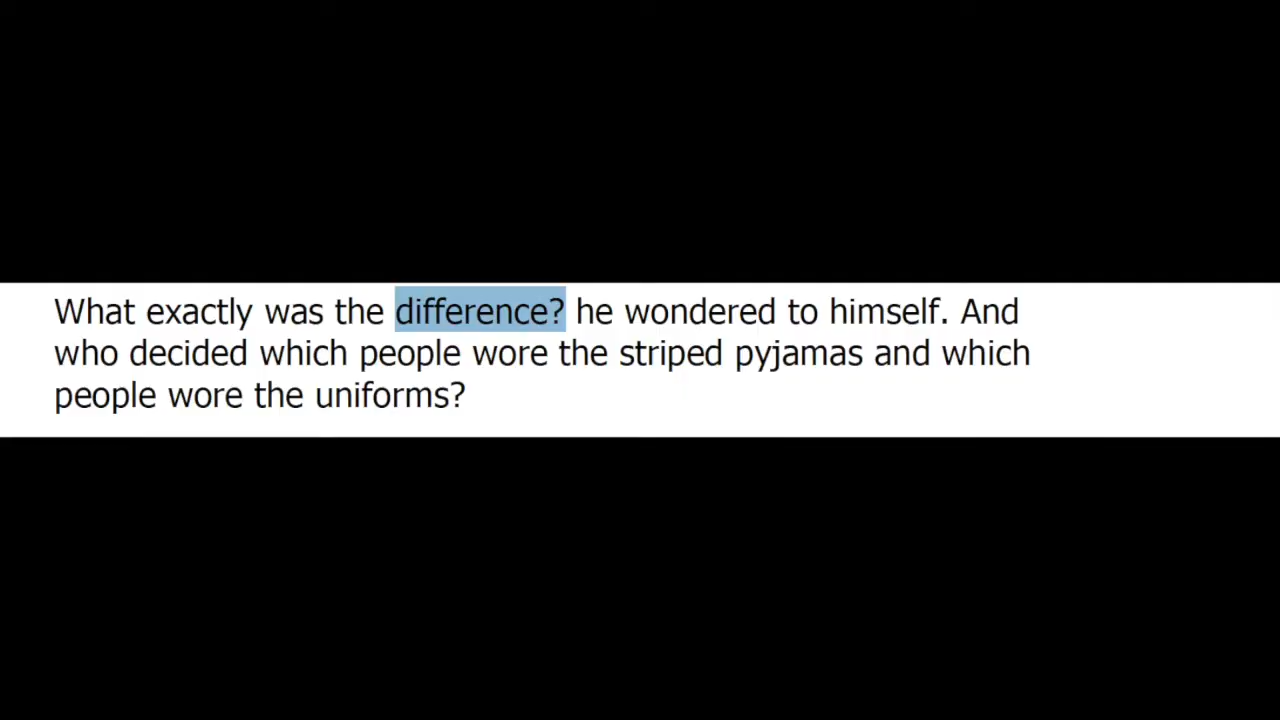 What exactly was the difference? he wondered to himself. And
who decided which people wore the striped pyjamas and which
people wore the uniforms?